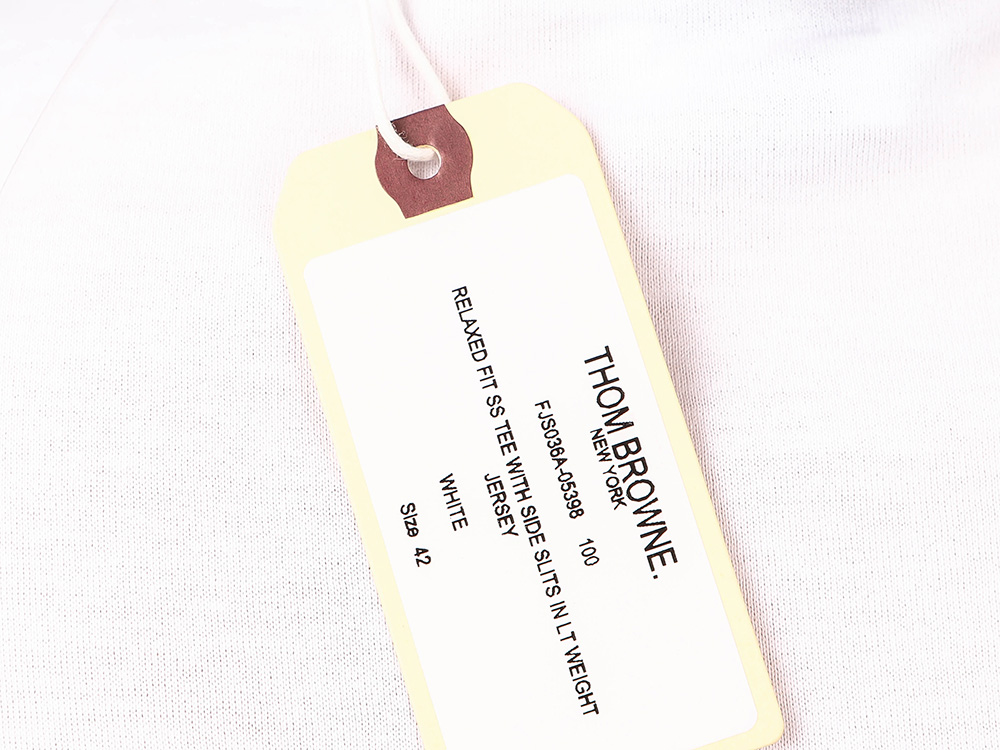 THOM BROWNE.
NEW YORK
FJS036A-05398 100
RELAXED FIT SS TEE WITH SIDE SLITS IN LT WEIGHT
JERSEY
WHITE
Size 42